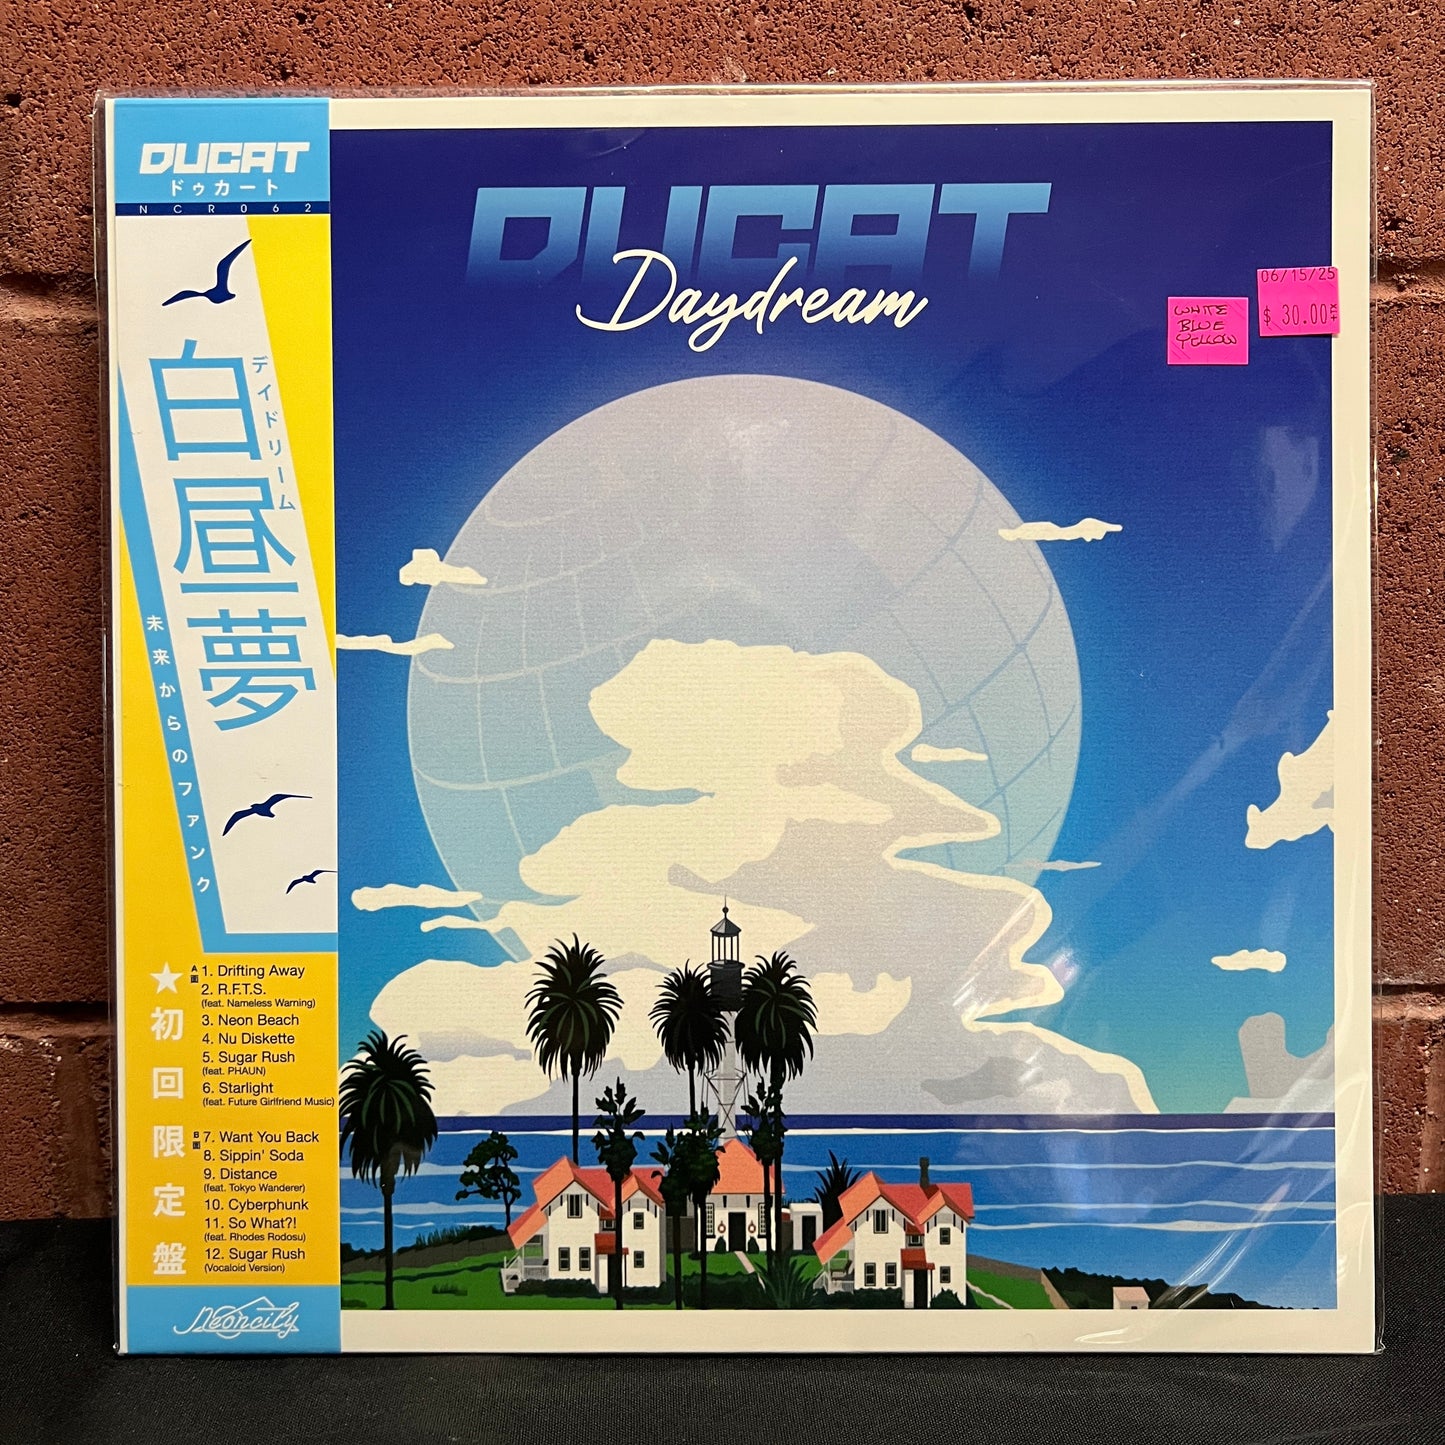 DUCAT
ドゥカート
NCR062
デイドリーム
白昼夢
未来からのファンク
★初回限定盤
A面
1. Drifting Away
2. R.F.T.S.
(feat. Nameless Warning)
3. Neon Beach
4. Nu Diskette
5. Sugar Rush
(feat. PHAUN)
6. Starlight
(feat. Future Girlfriend Music)
B面
7. Want You Back
8. Sippin' Soda
9. Distance
(feat. Tokyo Wanderer)
10. Cyberphunk
11. So What?!
(feat. Rhodes Rodosu)
12. Sugar Rush
(Vocaloid Version)
Neoncity
DUCAT
Daydream
WHITE
BLUE
YELLOW
06/15/25
$ 30.00